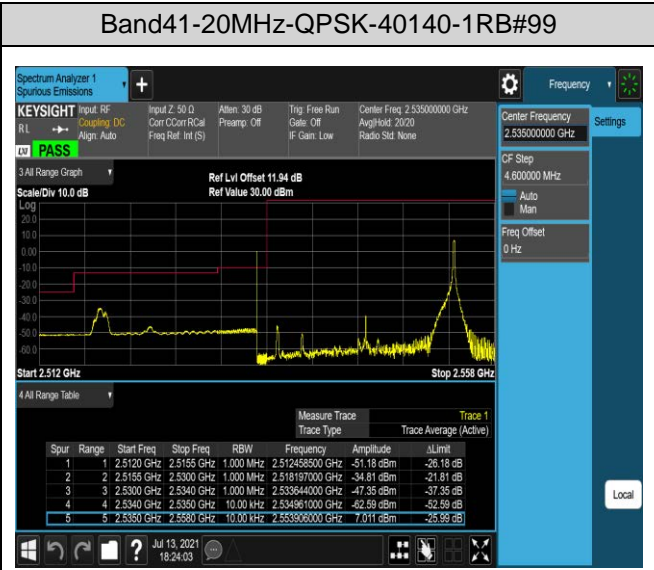 Band41-20MHz-QPSK-40140-1RB#99
Spectrum Analyzer 1
Spurious Emissions
Frequency
KEYSIGHT Input: RF Input Z: 50 Ω Atten: 30 dB Trig: Free Run Center Freq: 2.535000000 GHz
RL Coupling: DC Corr CCorr RCal Preamp: Off Gate: Off Avg|Hold: 20/20
Align: Auto Freq Ref: Int (S) IF Gain: Low Radio Std: None
LXI PASS
Center Frequency
2.535000000 GHz
Settings
CF Step
4.600000 MHz
Auto
Man
Freq Offset
0 Hz
3 All Range Graph
Ref Lvl Offset 11.94 dB
Scale/Div 10.0 dB Ref Value 30.00 dBm
Log
20.0
10.0
0.00
-10.0
-20.0
-30.0
-40.0
-50.0
-60.0
Start 2.512 GHz Stop 2.558 GHz
4 All Range Table
Measure Trace Trace 1
Trace Type Trace Average (Active)
Spur Range Start Freq Stop Freq RBW Frequency Amplitude ΔLimit
1 1 2.5120 GHz 2.5155 GHz 1.000 MHz 2.512458500 GHz -51.18 dBm -26.18 dB
2 2 2.5155 GHz 2.5300 GHz 1.000 MHz 2.518197000 GHz -34.81 dBm -21.81 dB
3 3 2.5300 GHz 2.5340 GHz 1.000 MHz 2.533644000 GHz -47.35 dBm -37.35 dB
4 4 2.5340 GHz 2.5350 GHz 10.00 kHz 2.534961000 GHz -62.59 dBm -52.59 dB
5 5 2.5350 GHz 2.5580 GHz 10.00 kHz 2.553906000 GHz 7.011 dBm -25.99 dB
Local
Jul 13, 2021
18:24:03